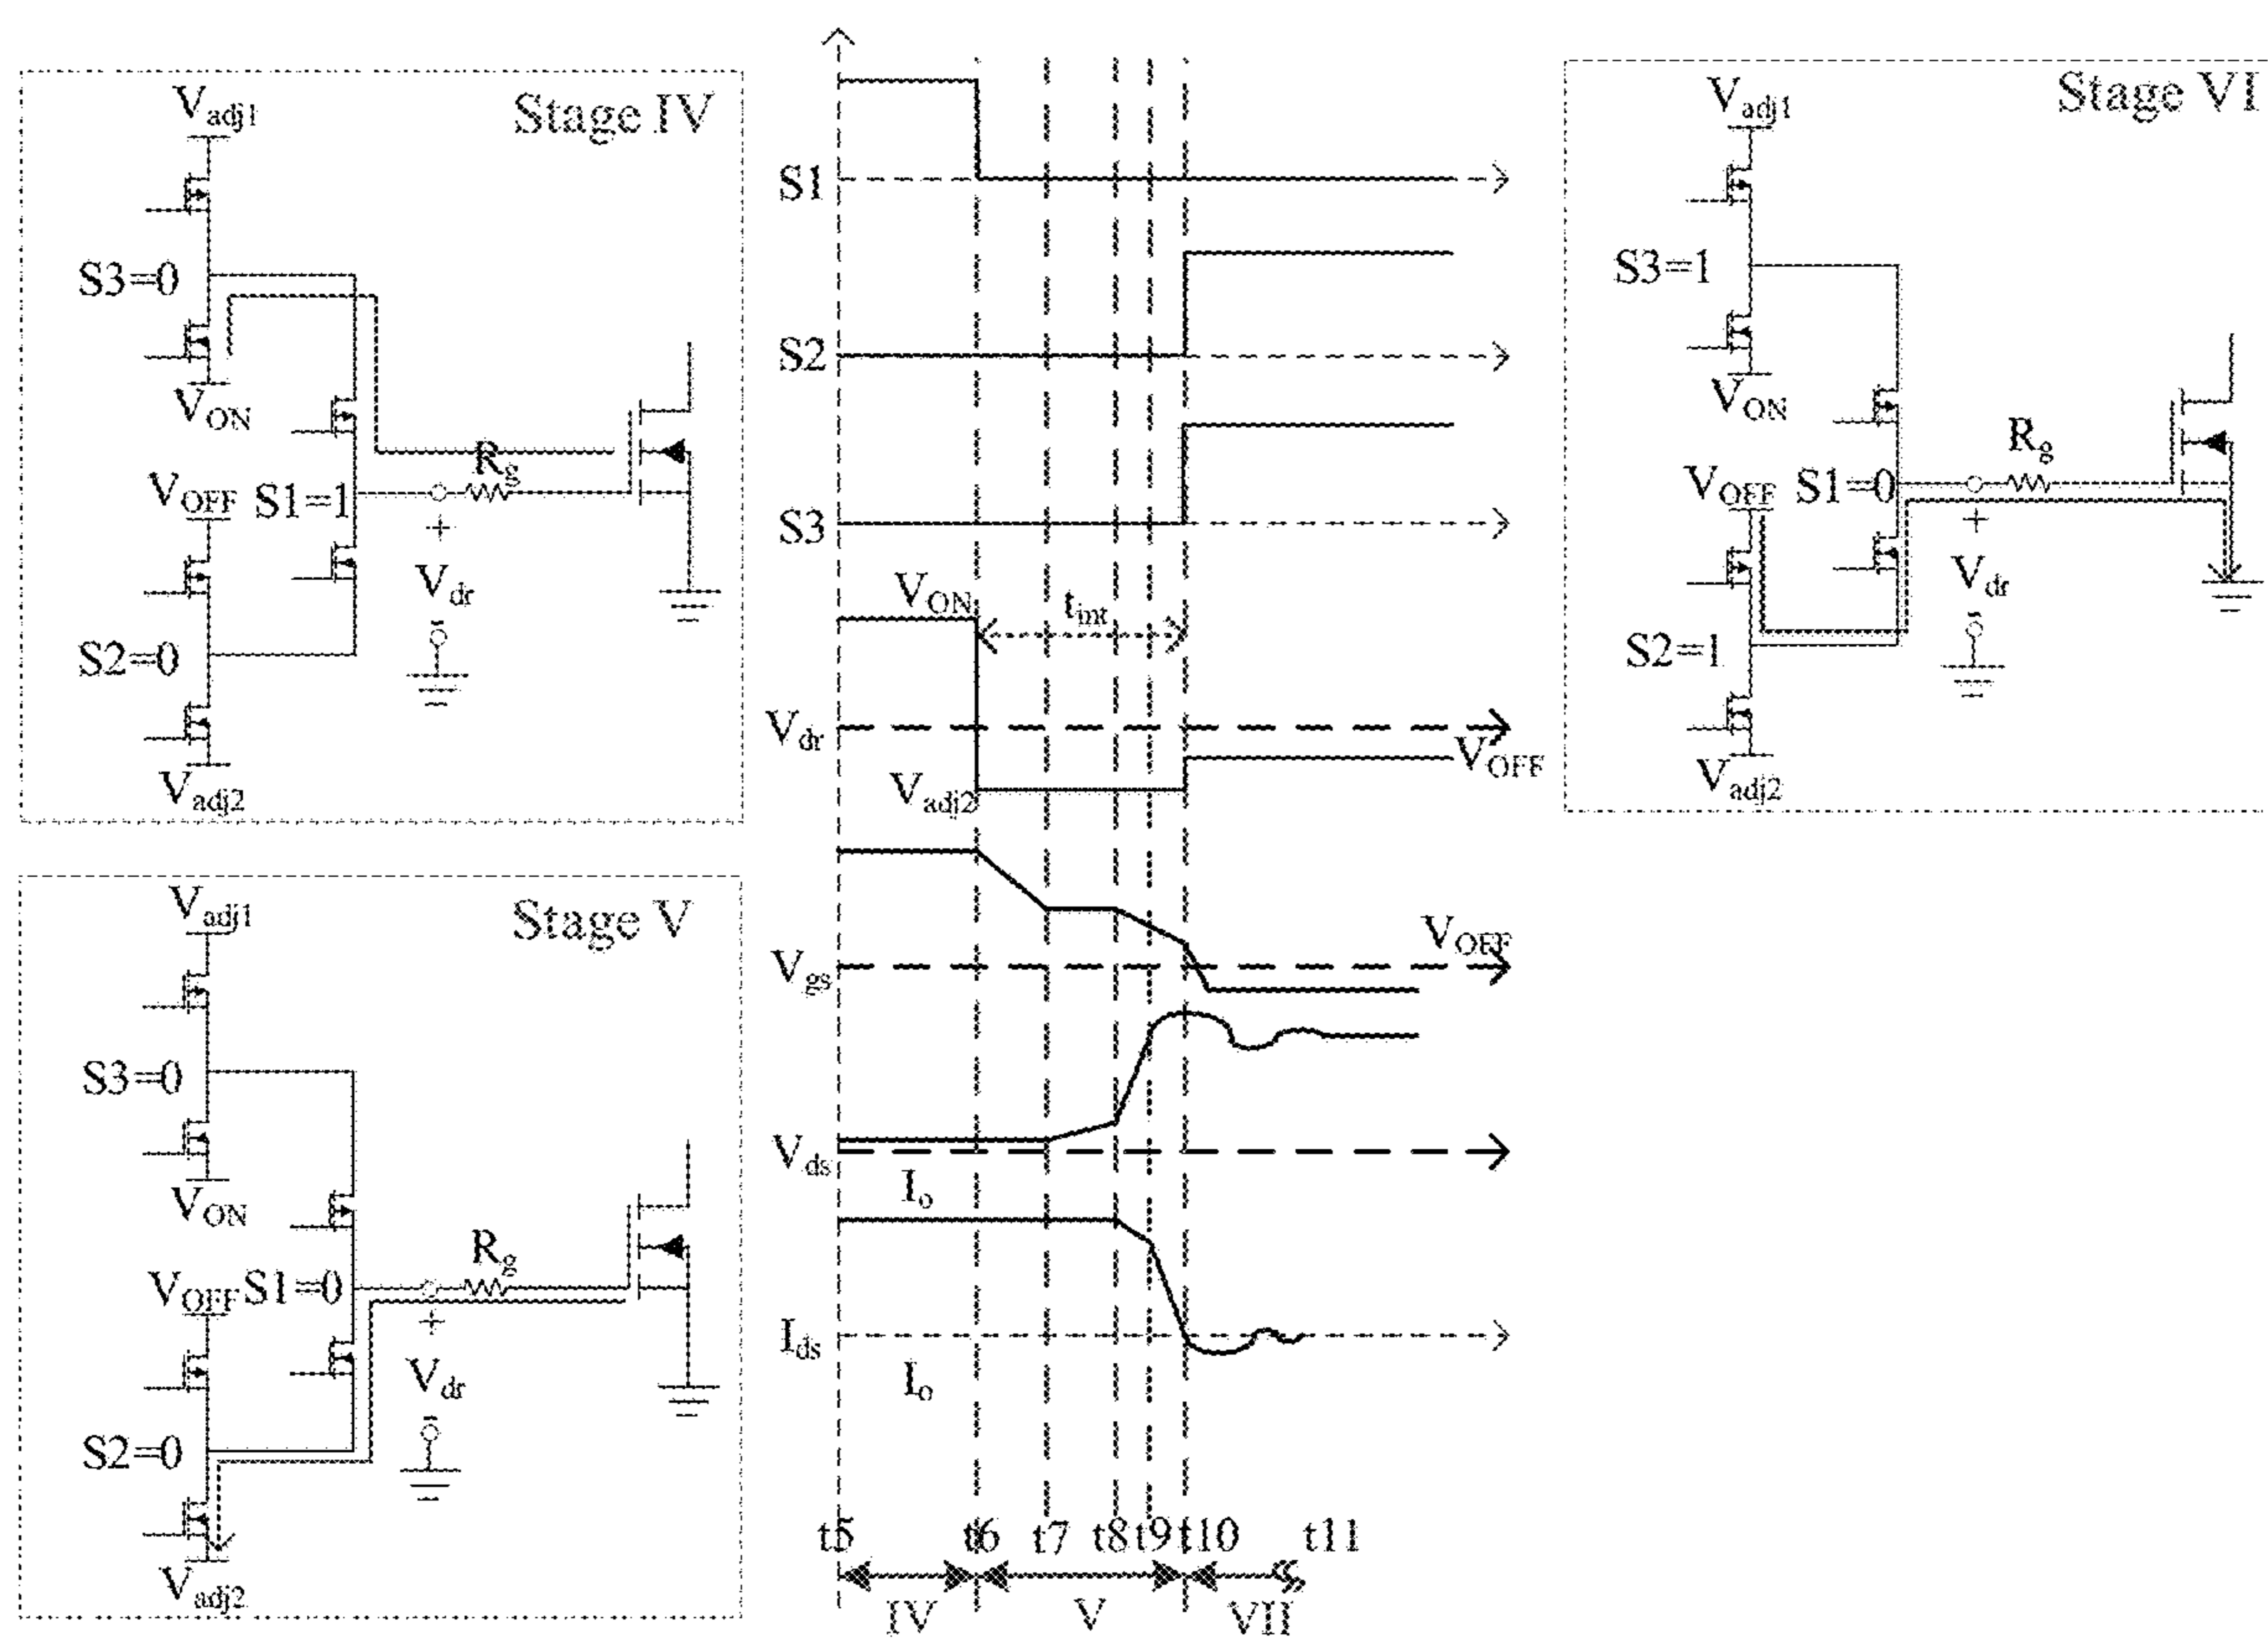 Stage IV
Vadj1
S3=0
VON
VOFF
S1=1
Rg
+
Vdr
-
S2=0
Vadj2
Stage V
Vadj1
S3=0
VON
VOFF
S1=0
Rg
+
Vdr
-
S2=0
Vadj2
S1
S2
S3
VON
tint
Vdr
VOFF
Vadj2
VOFF
Vgs
Vds
Io
Ids
Io
t5 t6 t7 t8 t9 t10 t11
IV V VII
Stage VI
Vadj1
S3=1
VON
VOFF
S1=0
Rg
+
Vdr
-
S2=1
Vadj2